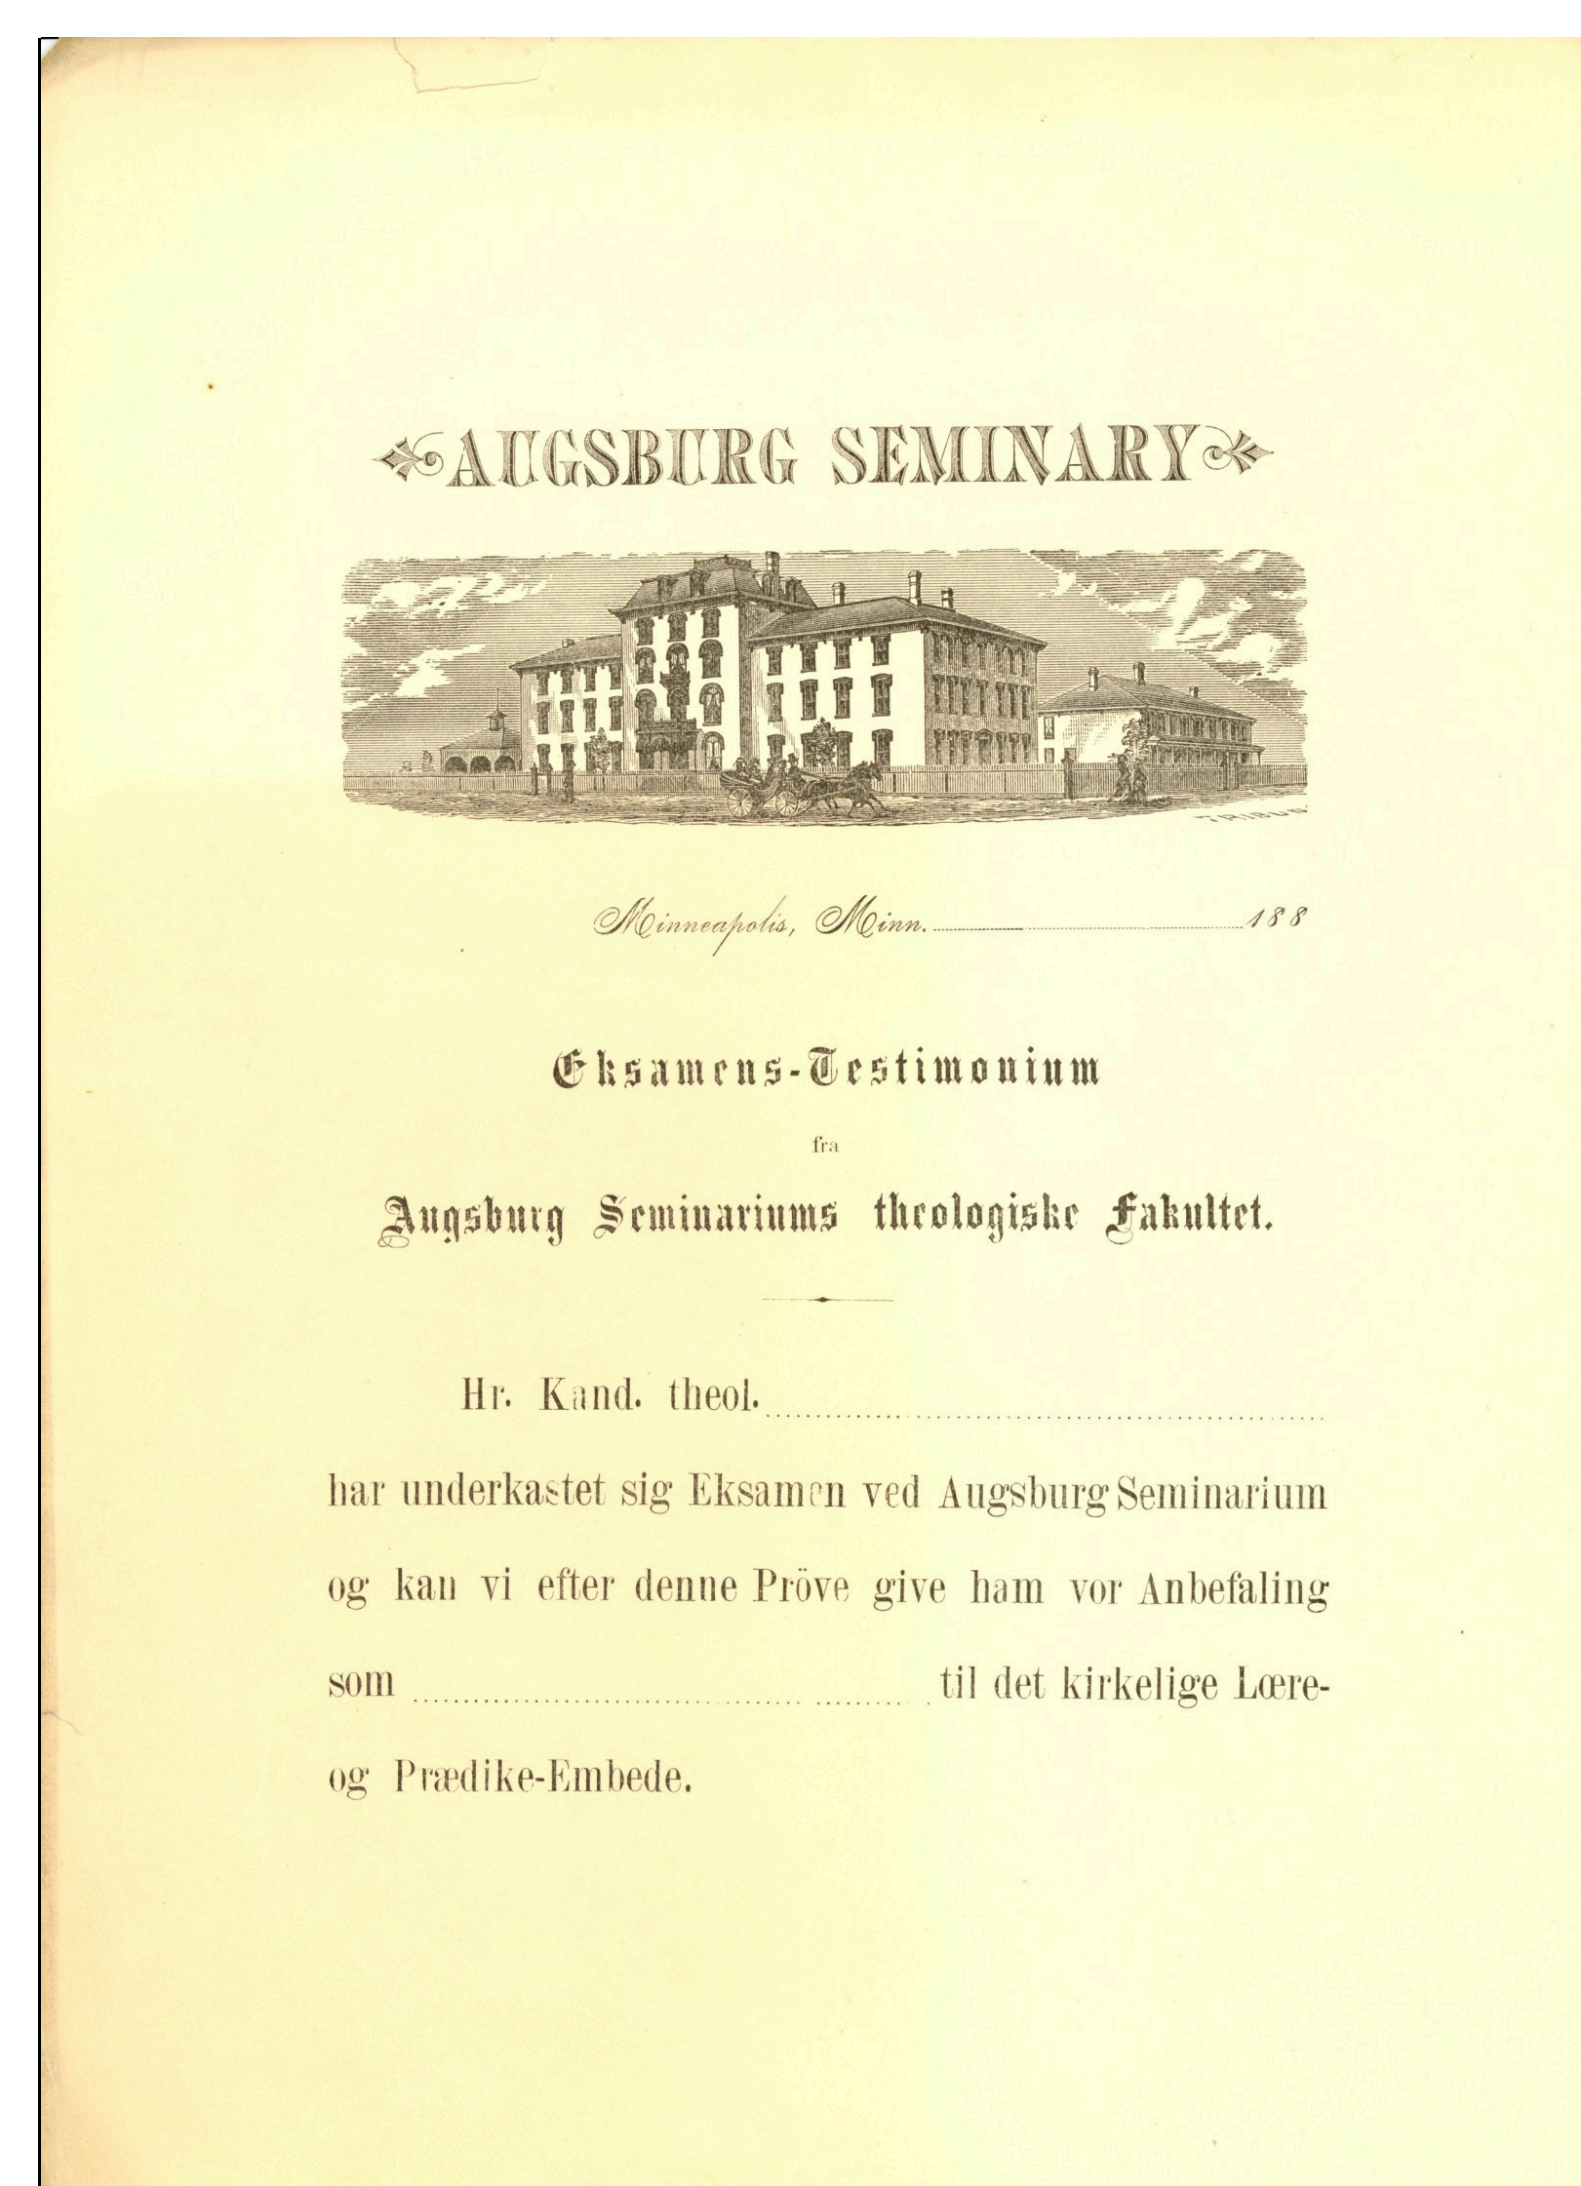 AUGSBURG SEMINARY
TRIBUN
Minneapolis, Minn. 188
Eksamens-Testimonium
fra
Augsburg Seminariums theologiske Fakultet.
Hr. Kand. theol.
har underkastet sig Eksamen ved Augsburg Seminarium
og kan vi efter denne Pröve give ham vor Anbefaling
som til det kirkelige Lœre-
og Prædike-Embede.